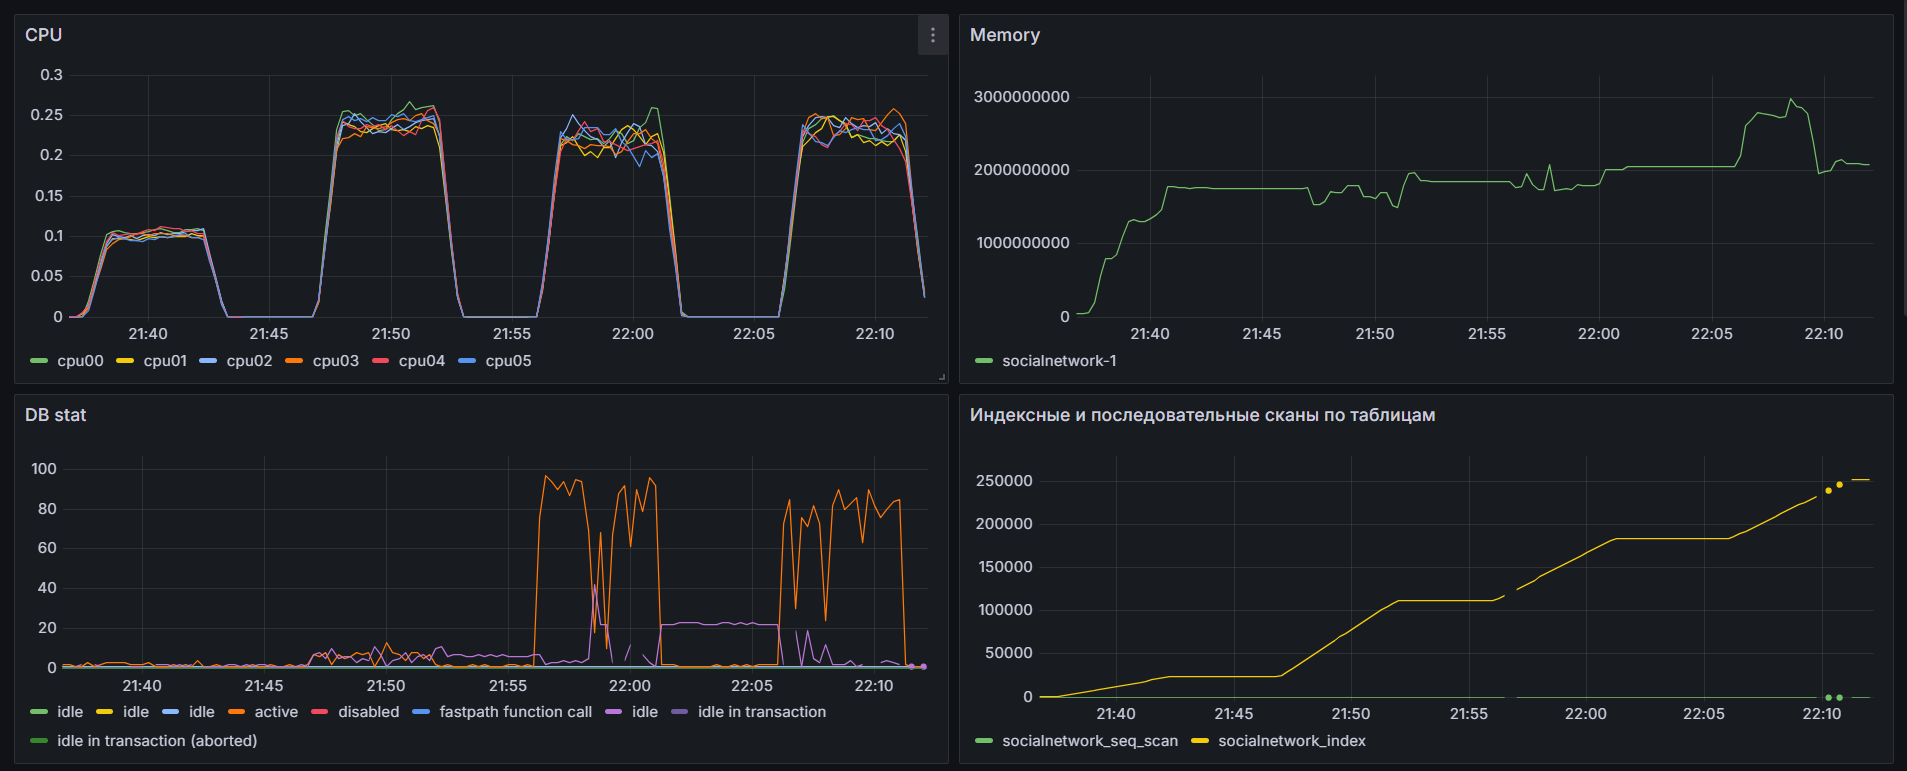 CPU
0.3
0.25
0.2
0.15
0.1
0.05
0
21:40 21:45 21:50 21:55 22:00 22:05 22:10
cpu00 cpu01 cpu02 cpu03 cpu04 cpu05
Memory
3000000000
2000000000
1000000000
0
21:40 21:45 21:50 21:55 22:00 22:05 22:10
socialnetwork-1
DB stat
100
80
60
40
20
0
21:40 21:45 21:50 21:55 22:00 22:05 22:10
idle idle idle active disabled fastpath function call idle idle in transaction
idle in transaction (aborted)
Индексные и последовательные сканы по таблицам
250000
200000
150000
100000
50000
0
21:40 21:45 21:50 21:55 22:00 22:05 22:10
socialnetwork_seq_scan socialnetwork_index